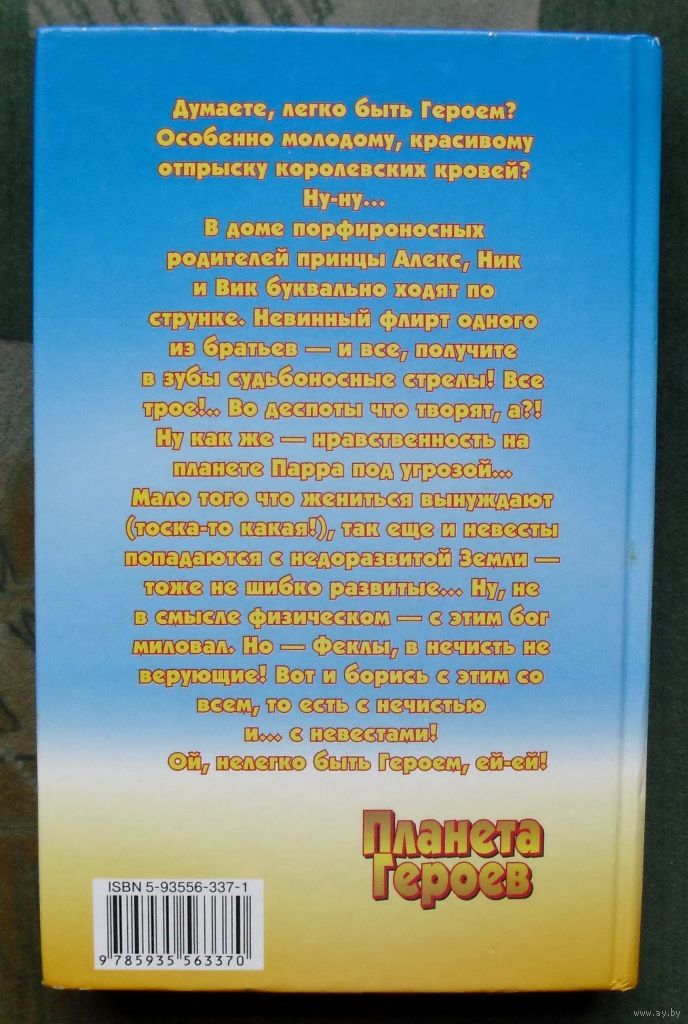 Думаете, легко быть Героем?
Особенно молодому, красивому
отпрыску королевских кровей?
Ну-ну...
В доме порфироносных
родителей принцы Алекс, Ник
и Вик буквально ходят по
струнке. Невинный флирт одного
из братьев — и все, получите
в зубы судьбоносные стрелы! Все
трое!.. Во деспоты что творят, а?!
Ну как же — нравственность на
планете Парра под угрозой...
Мало того что жениться вынуждают
(тоска-то какая!), так еще и невесты
попадаются с недоразвитой Земли —
тоже не шибко развитые... Ну, не
в смысле физическом — с этим бог
миловал. Но — Феклы, в нечисть не
верующие! Вот и борись с этим со
всем, то есть с нечистью
и... с невестами!
Ой, нелегко быть Героем, ей-ей!
Планета
Героев
ISBN 5-93556-337-1
9 785935 563370
www.ay.by